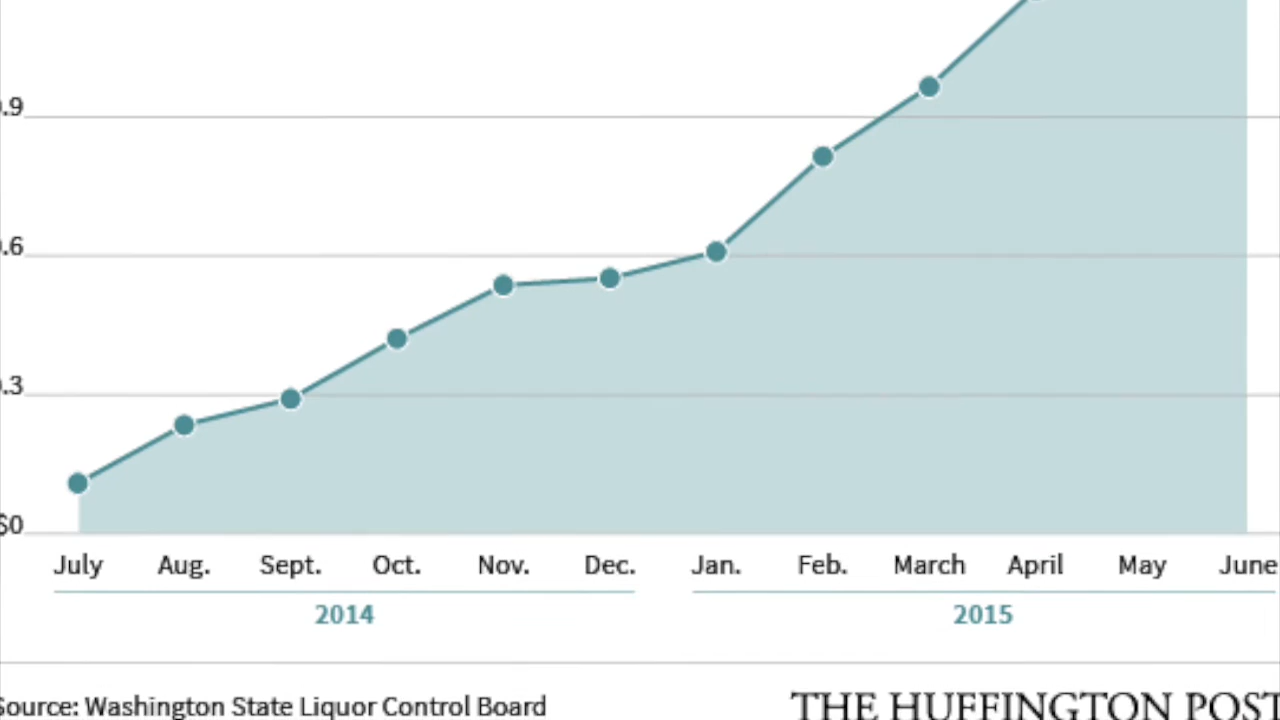 .9
.6
.3
$0
July Aug. Sept. Oct. Nov. Dec. Jan. Feb. March April May June
2014 2015
Source: Washington State Liquor Control Board THE HUFFINGTON POST